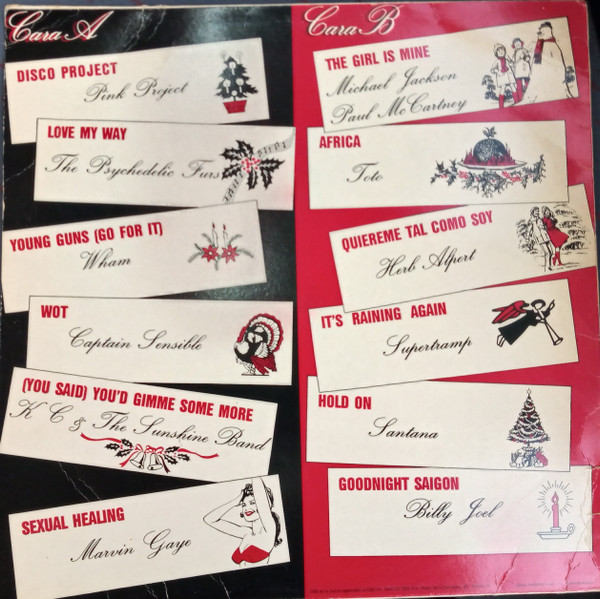 Cara A
DISCO PROJECT
Pink Project
LOVE MY WAY
The Psychedelic Furs
YOUNG GUNS (GO FOR IT)
Wham
WOT
Captain Sensible
(YOU SAID) YOU'D GIMME SOME MORE
K C & The Sunshine Band
SEXUAL HEALING
Marvin Gaye
Cara B
THE GIRL IS MINE
Michael Jackson
Paul McCartney
AFRICA
Toto
QUIEREME TAL COMO SOY
Herb Alpert
IT'S RAINING AGAIN
Supertramp
HOLD ON
Santana
GOODNIGHT SAIGON
Billy Joel